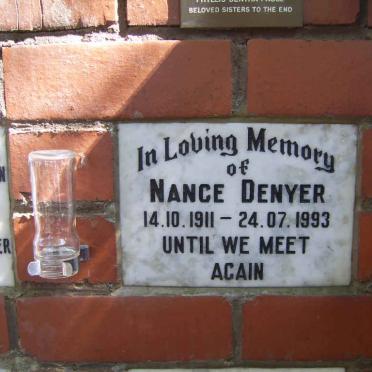 BELOVED SISTERS TO THE END
In Loving Memory
of
NANCE DENYER
14.10.1911 – 24.07.1993
UNTIL WE MEET
AGAIN
ER